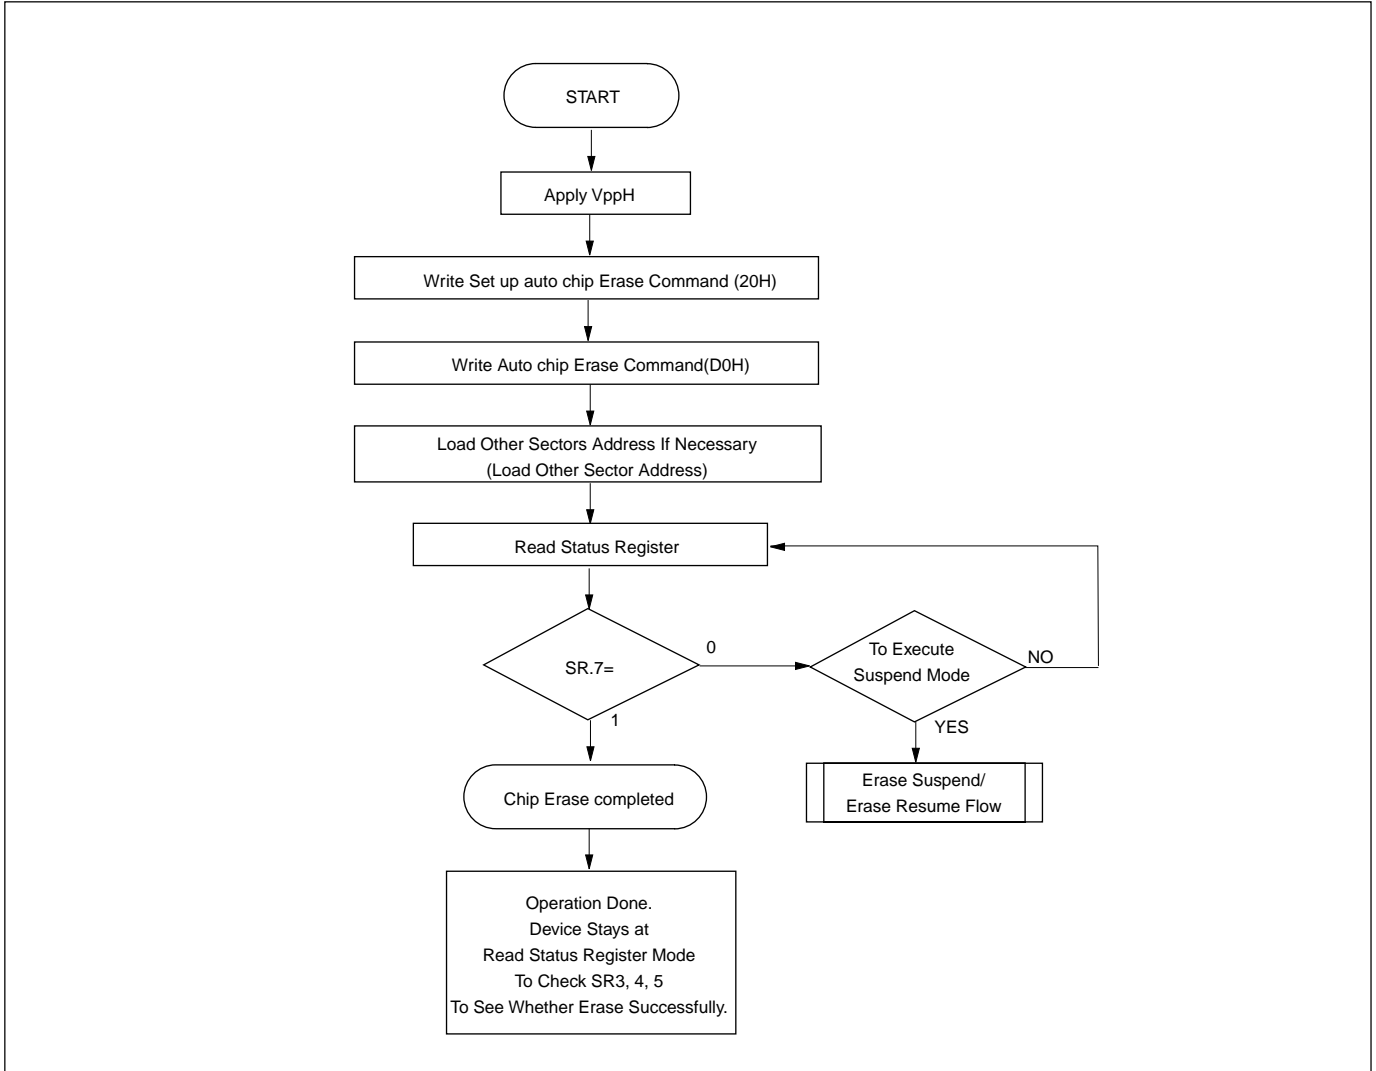 START
Apply VppH
Write Set up auto chip Erase Command (20H)
Write Auto chip Erase Command(D0H)
Load Other Sectors Address If Necessary
(Load Other Sector Address)
Read Status Register
SR.7=
0
To Execute
Suspend Mode
NO
1
YES
Chip Erase completed
Erase Suspend/
Erase Resume Flow
Operation Done.
Device Stays at
Read Status Register Mode
To Check SR3, 4, 5
To See Whether Erase Successfully.